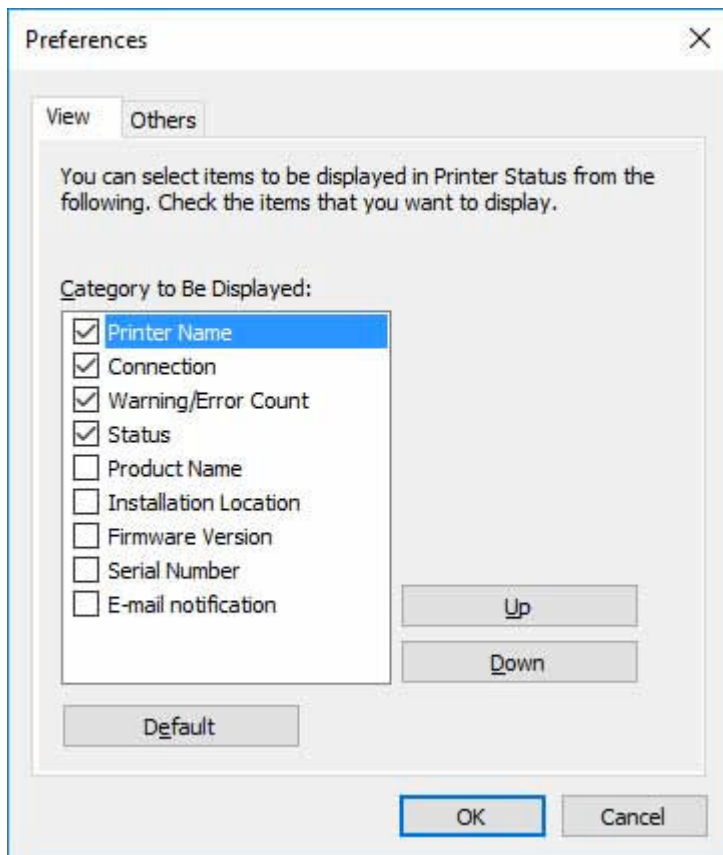 Preferences
View
Others
You can select items to be displayed in Printer Status from the
following. Check the items that you want to display.
Category to Be Displayed:
Printer Name
Connection
Warning/Error Count
Status
Product Name
Installation Location
Firmware Version
Serial Number
E-mail notification
Up
Down
Default
OK
Cancel